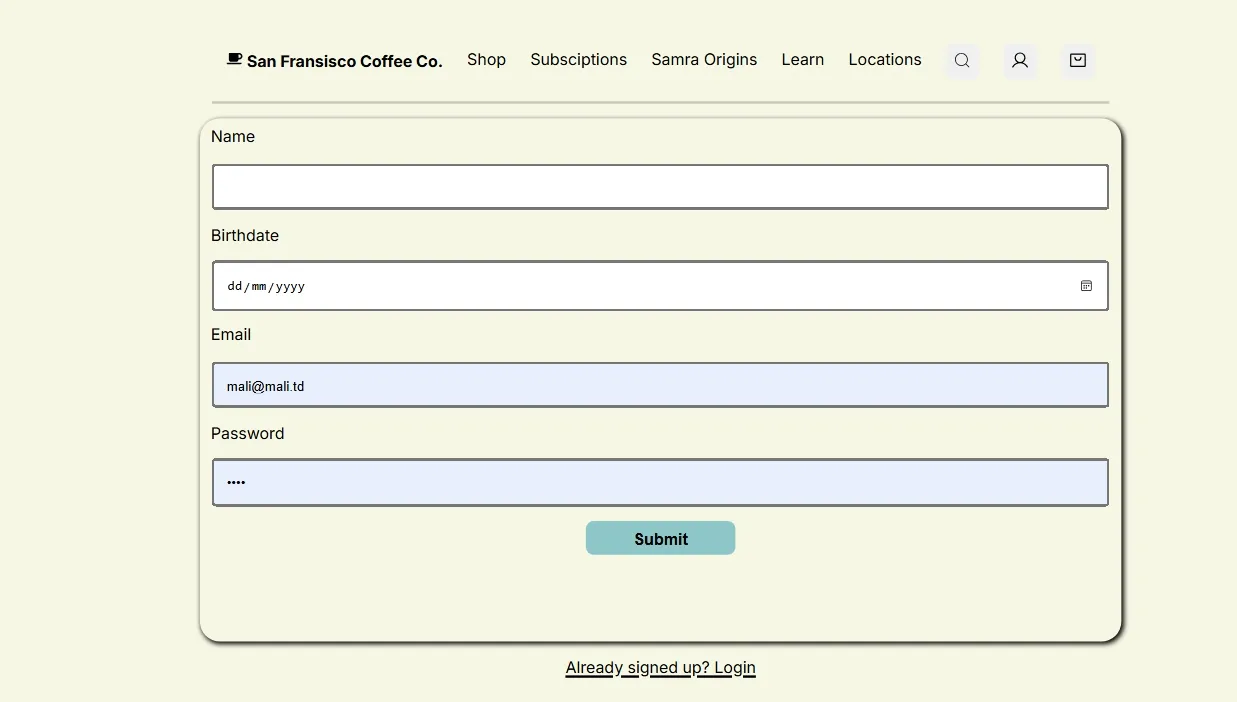 San Fransisco Coffee Co. Shop Subsciptions Samra Origins Learn Locations
Name
Birthdate
dd/mm/yyyy
Email
mali@mali.td
Password
••••
Submit
Already signed up? Login